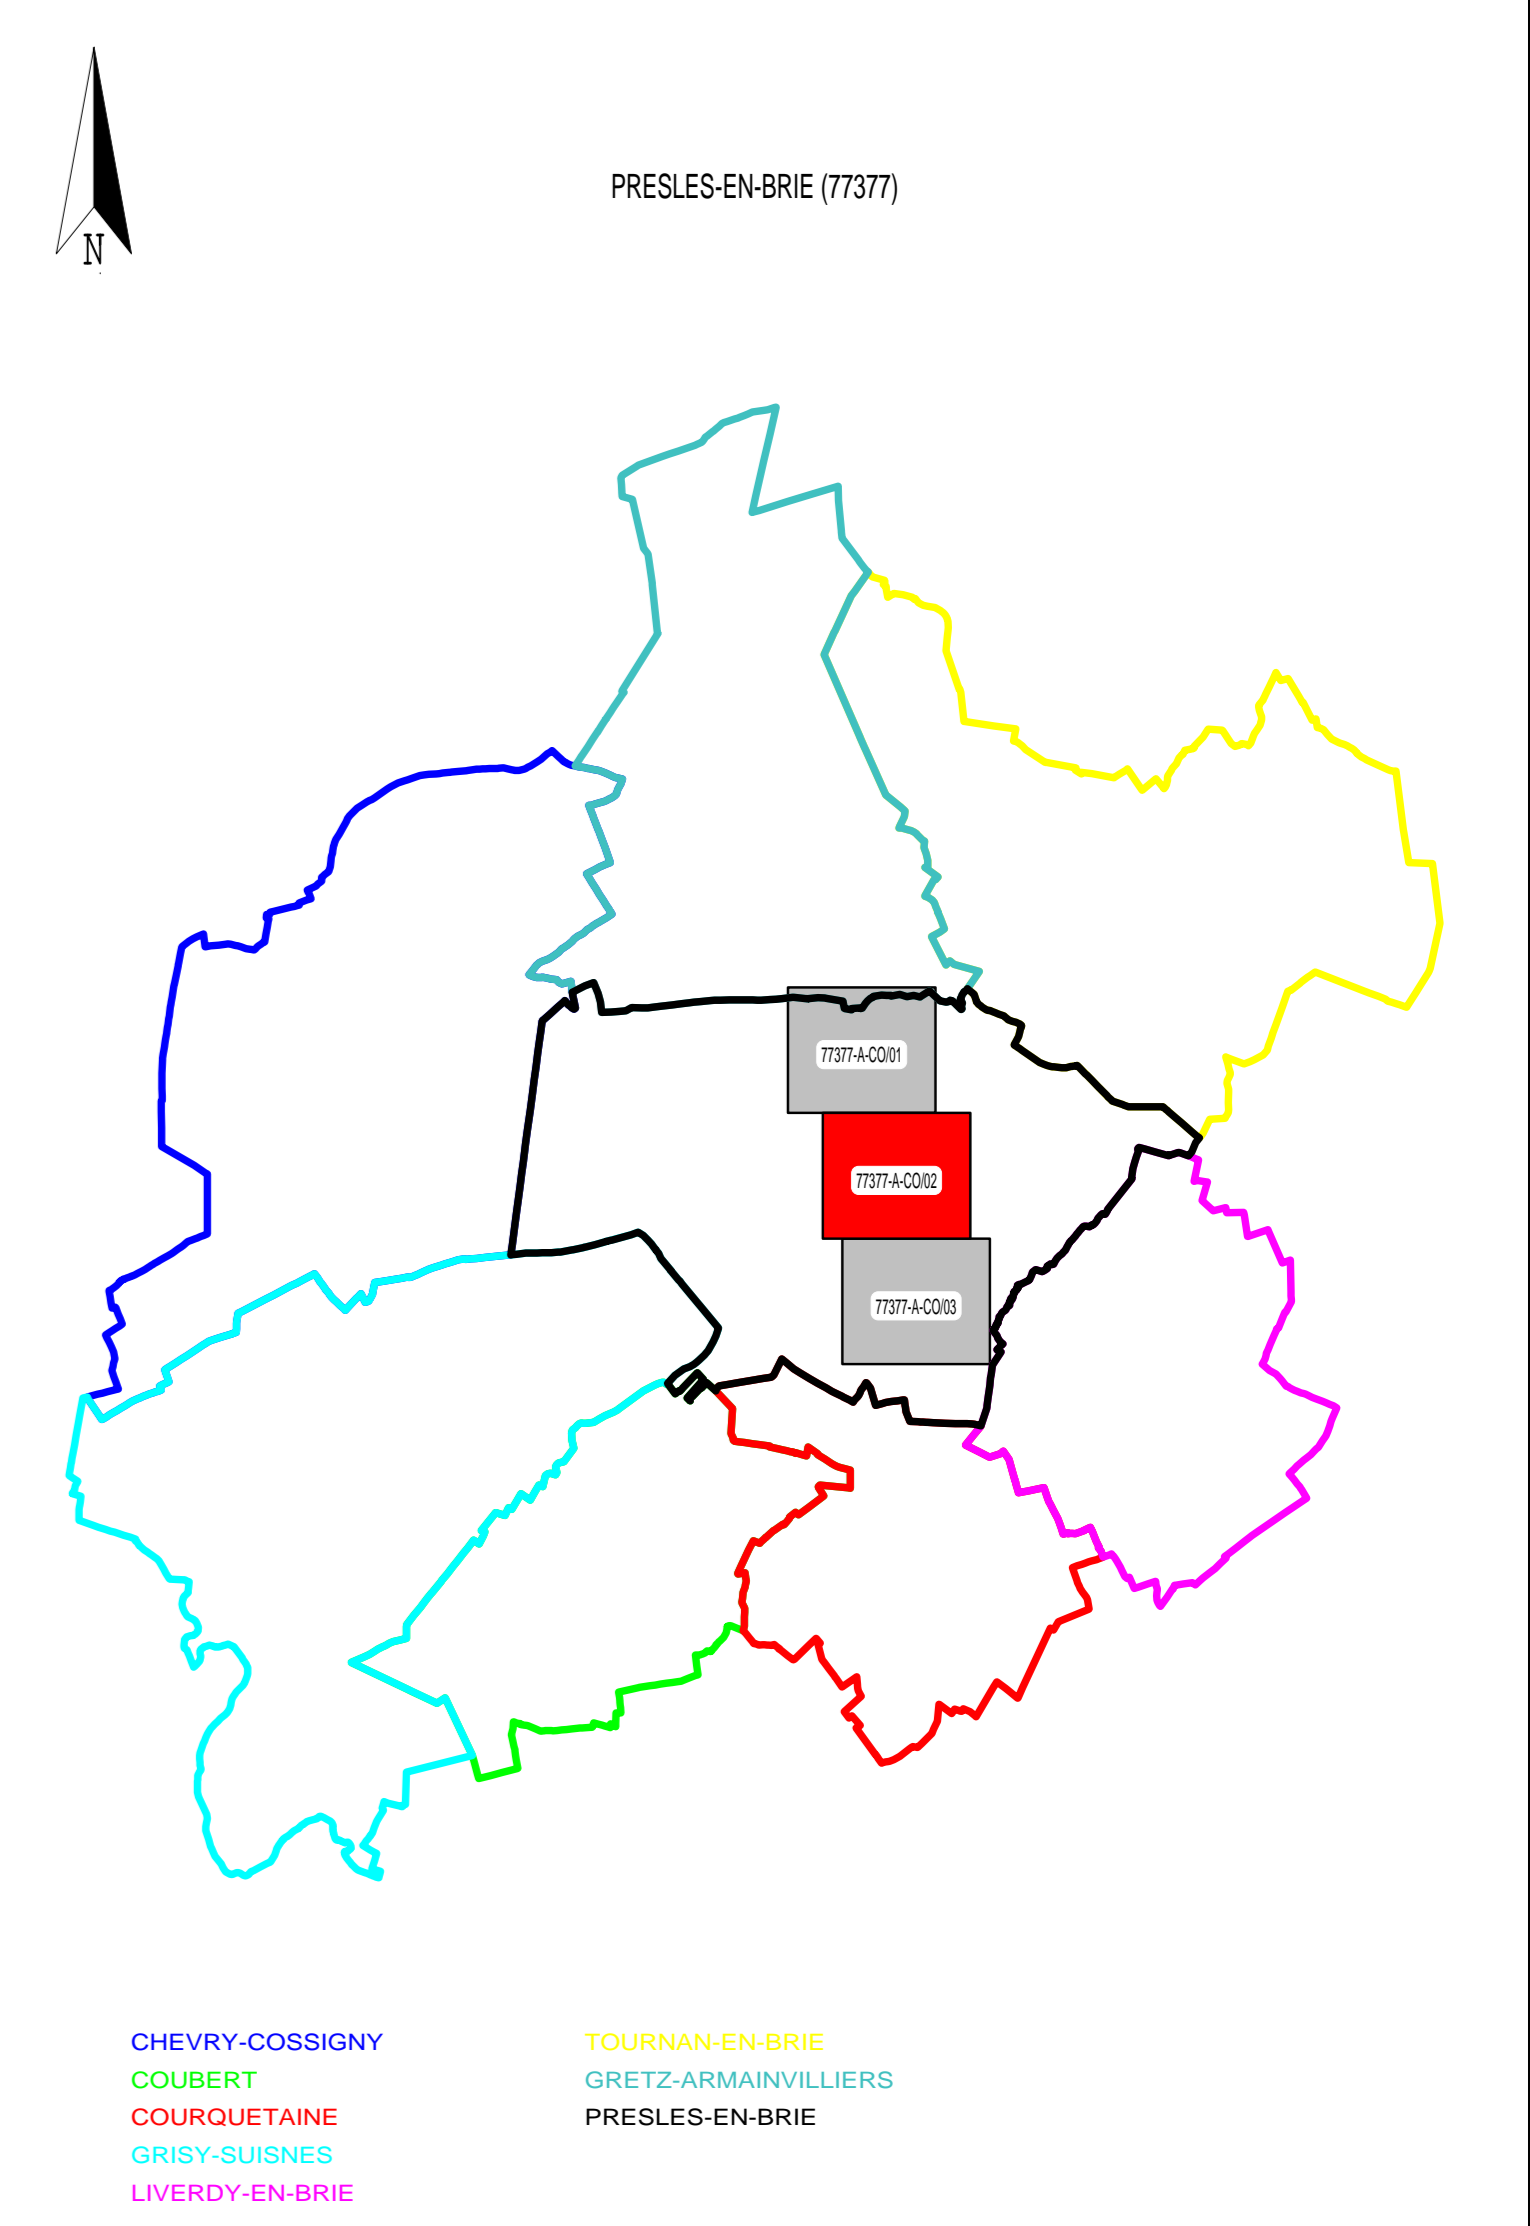 N
PRESLES-EN-BRIE (77377)
77377-A-CO/01
77377-A-CO/02
77377-A-CO/03
CHEVRY-COSSIGNY
COUBERT
COURQUETAINE
GRISY-SUISNES
LIVERDY-EN-BRIE
TOURNAN-EN-BRIE
GRETZ-ARMAINVILLIERS
PRESLES-EN-BRIE